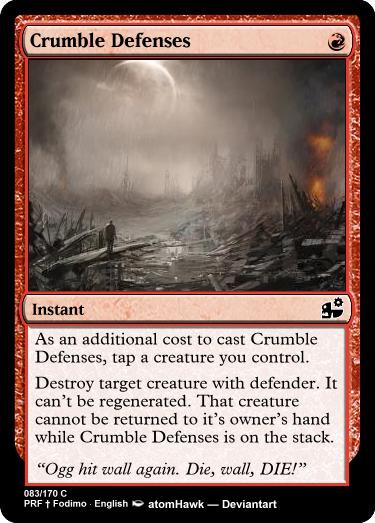 Crumble Defenses
Instant
As an additional cost to cast Crumble
Defenses, tap a creature you control.
Destroy target creature with defender. It
can't be regenerated. That creature
cannot be returned to it's owner's hand
while Crumble Defenses is on the stack.
“Ogg hit wall again. Die, wall, DIE!”
083/170 C
PRF † Fodimo · English atomHawk — Deviantart